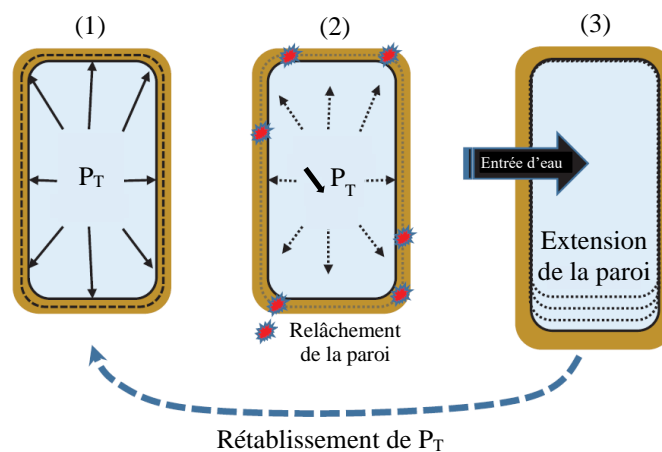 (1)
(2)
(3)
P_T
P_T
Entrée d'eau
Extension
de la paroi
Relâchement
de la paroi
Rétablissement de P_T